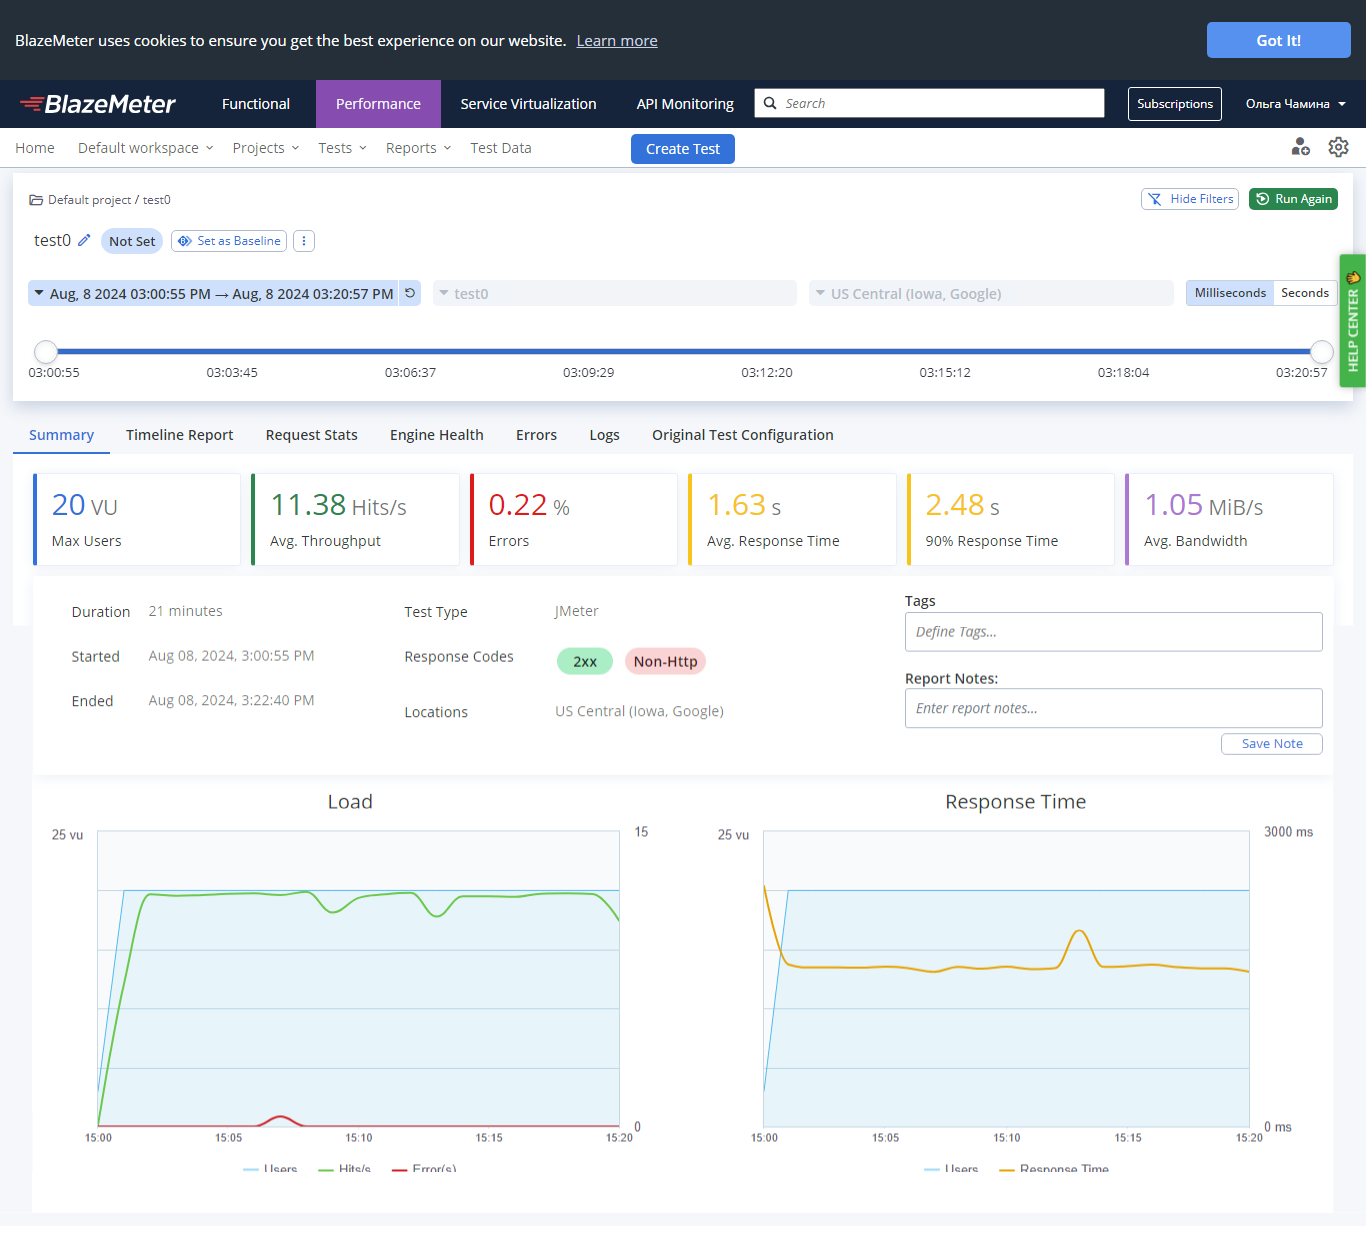 BlazeMeter uses cookies to ensure you get the best experience on our website. Learn more
Got It!
BlazeMeter
Functional
Performance
Service Virtualization
API Monitoring
Search
Subscriptions
Ольга Чамина
Home
Default workspace
Projects
Tests
Reports
Test Data
Create Test
Default project / test0
Hide Filters
Run Again
test0
Not Set
Set as Baseline
Aug, 8 2024 03:00:55 PM → Aug, 8 2024 03:20:57 PM
test0
US Central (Iowa, Google)
Milliseconds
Seconds
HELP CENTER
03:00:55
03:03:45
03:06:37
03:09:29
03:12:20
03:15:12
03:18:04
03:20:57
Summary
Timeline Report
Request Stats
Engine Health
Errors
Logs
Original Test Configuration
20 VU
Max Users
11.38 Hits/s
Avg. Throughput
0.22 %
Errors
1.63 s
Avg. Response Time
2.48 s
90% Response Time
1.05 MiB/s
Avg. Bandwidth
Duration 21 minutes
Started Aug 08, 2024, 3:00:55 PM
Ended Aug 08, 2024, 3:22:40 PM
Test Type JMeter
Response Codes 2xx Non-Http
Locations US Central (Iowa, Google)
Tags
Define Tags...
Report Notes:
Enter report notes...
Save Note
Load
25 vu
15
0
15:00 15:05 15:10 15:15 15:20
Users Hits/s Error(s)
Response Time
25 vu
3000 ms
0 ms
15:00 15:05 15:10 15:15 15:20
Users Response Time